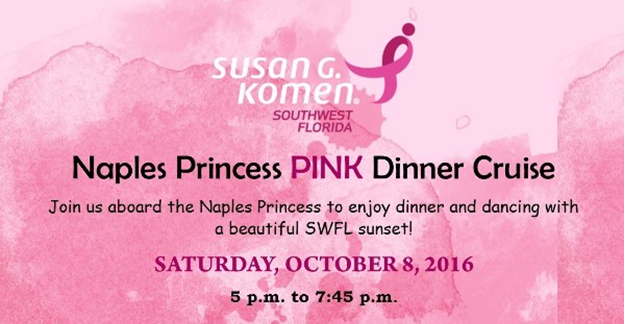 SUSAN G.
Komen®
SOUTHWEST
FLORIDA
Naples Princess PINK Dinner Cruise
Join us aboard the Naples Princess to enjoy dinner and dancing with
a beautiful SWFL sunset!
SATURDAY, OCTOBER 8, 2016
5 p.m. to 7:45 p.m.